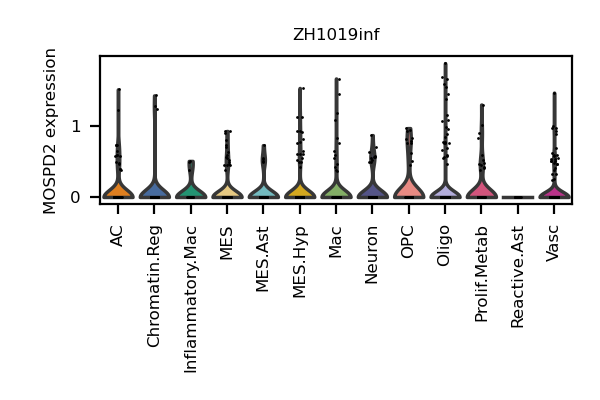 ZH1019inf
MOSPD2 expression
1
0
AC
Chromatin.Reg
Inflammatory.Mac
MES
MES.Ast
MES.Hyp
Mac
Neuron
OPC
Oligo
Prolif.Metab
Reactive.Ast
Vasc